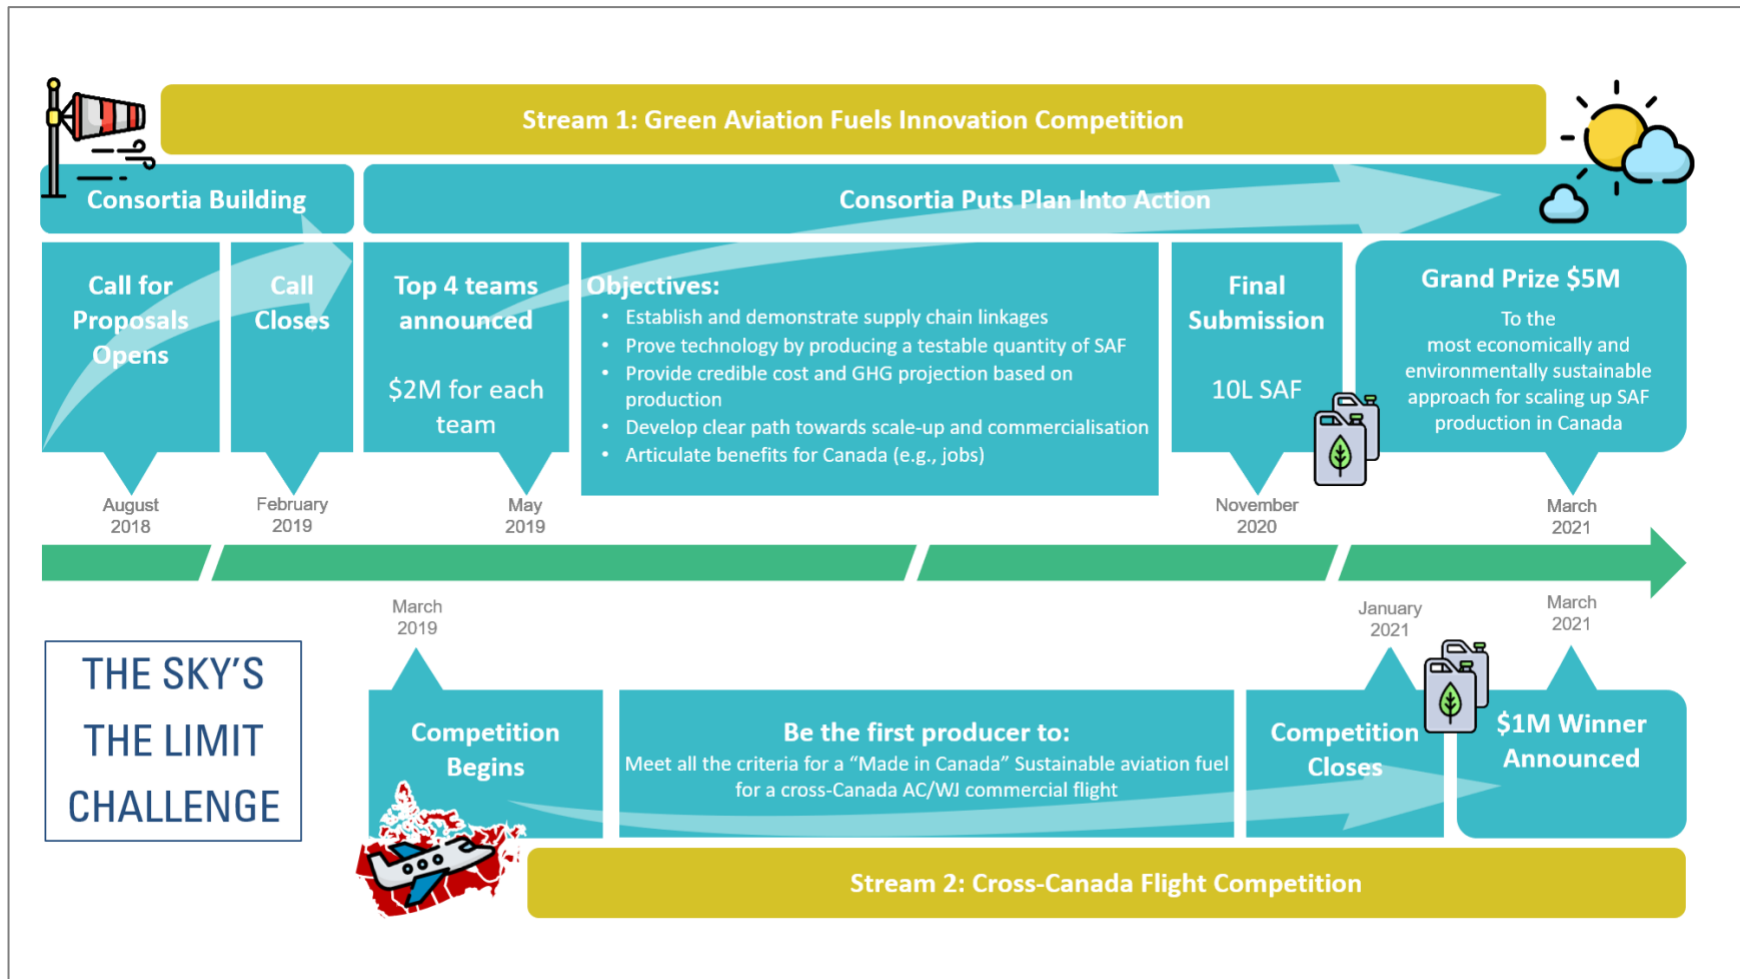 Stream 1: Green Aviation Fuels Innovation Competition
Consortia Building
Consortia Puts Plan Into Action
Call for
Proposals
Opens
Call
Closes
Top 4 teams
announced
$2M for each
team
Objectives:
• Establish and demonstrate supply chain linkages
• Prove technology by producing a testable quantity of SAF
• Provide credible cost and GHG projection based on
production
• Develop clear path towards scale-up and commercialisation
• Articulate benefits for Canada (e.g., jobs)
Final
Submission
10L SAF
Grand Prize $5M
To the
most economically and
environmentally sustainable
approach for scaling up SAF
production in Canada
August
2018
February
2019
May
2019
November
2020
March
2021
March
2019
January
2021
March
2021
THE SKY'S
THE LIMIT
CHALLENGE
Competition
Begins
Be the first producer to:
Meet all the criteria for a “Made in Canada” Sustainable aviation fuel
for a cross-Canada AC/WJ commercial flight
Competition
Closes
$1M Winner
Announced
Stream 2: Cross-Canada Flight Competition